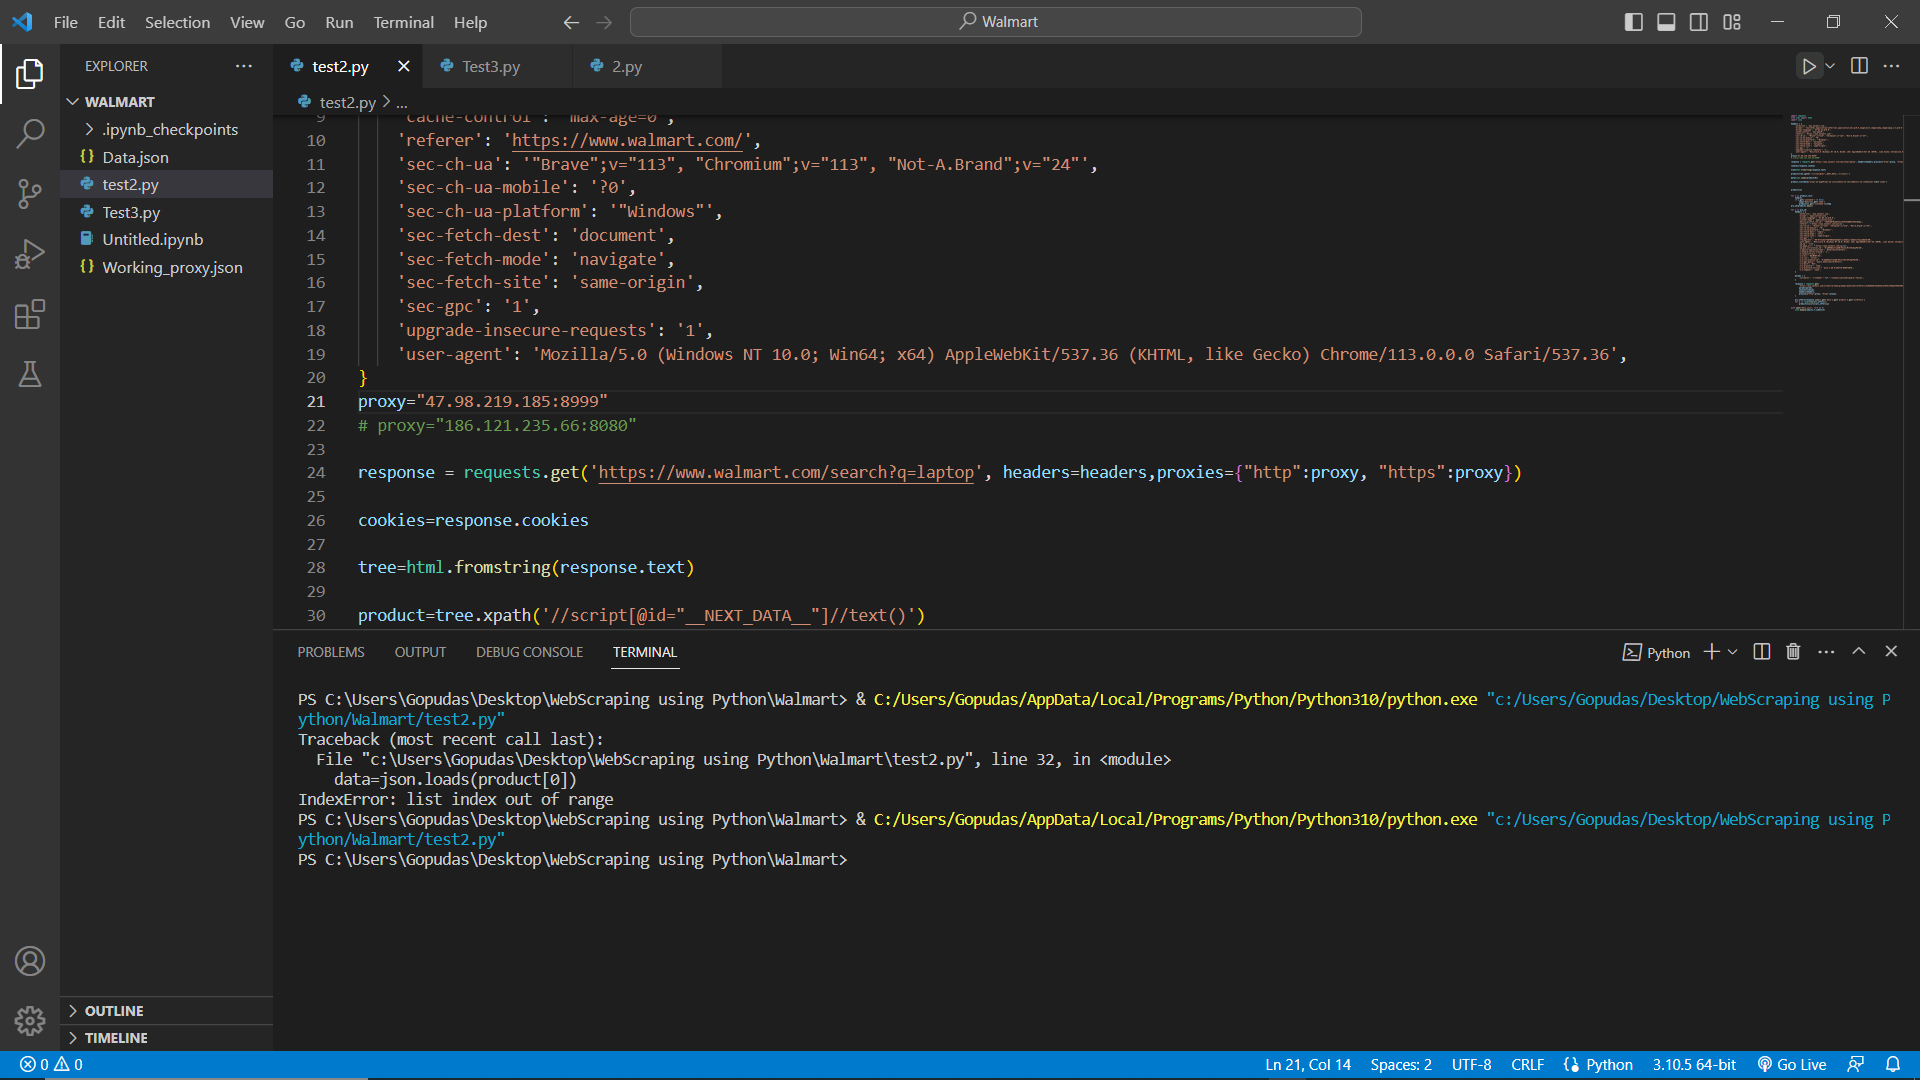 File Edit Selection View Go Run Terminal Help
Walmart
EXPLORER
WALMART
.ipynb_checkpoints
Data.json
test2.py
Test3.py
Untitled.ipynb
Working_proxy.json
OUTLINE
TIMELINE
test2.py Test3.py 2.py
test2.py > ...
9 'cache-control': 'max-age=0',
10 'referer': 'https://www.walmart.com/',
11 'sec-ch-ua': '"Brave";v="113", "Chromium";v="113", "Not-A.Brand";v="24"',
12 'sec-ch-ua-mobile': '?0',
13 'sec-ch-ua-platform': '"Windows"',
14 'sec-fetch-dest': 'document',
15 'sec-fetch-mode': 'navigate',
16 'sec-fetch-site': 'same-origin',
17 'sec-gpc': '1',
18 'upgrade-insecure-requests': '1',
19 'user-agent': 'Mozilla/5.0 (Windows NT 10.0; Win64; x64) AppleWebKit/537.36 (KHTML, like Gecko) Chrome/113.0.0.0 Safari/537.36',
20 }
21 proxy="47.98.219.185:8999"
22 # proxy="186.121.235.66:8080"
23
24 response = requests.get('https://www.walmart.com/search?q=laptop', headers=headers,proxies={"http":proxy, "https":proxy})
25
26 cookies=response.cookies
27
28 tree=html.fromstring(response.text)
29
30 product=tree.xpath('//script[@id="__NEXT_DATA__"]//text()')
PROBLEMS OUTPUT DEBUG CONSOLE TERMINAL
Python
PS C:\Users\Gopudas\Desktop\WebScraping using Python\Walmart> & C:/Users/Gopudas/AppData/Local/Programs/Python/Python310/python.exe "c:/Users/Gopudas/Desktop/WebScraping using P
ython/Walmart/test2.py"
Traceback (most recent call last):
File "c:\Users\Gopudas\Desktop\WebScraping using Python\Walmart\test2.py", line 32, in <module>
data=json.loads(product[0])
IndexError: list index out of range
PS C:\Users\Gopudas\Desktop\WebScraping using Python\Walmart> & C:/Users/Gopudas/AppData/Local/Programs/Python/Python310/python.exe "c:/Users/Gopudas/Desktop/WebScraping using P
ython/Walmart/test2.py"
PS C:\Users\Gopudas\Desktop\WebScraping using Python\Walmart>
0 0 Ln 21, Col 14 Spaces: 2 UTF-8 CRLF Python 3.10.5 64-bit Go Live